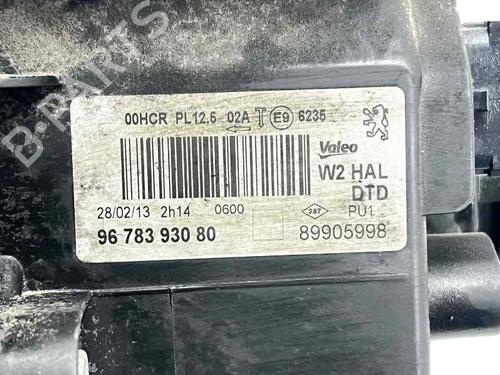 B-PARTS
00HCR PL12.5 02A T E9 6235
Valeo
W2 HAL
DTD
28/02/13 2h14 0600 287 PU1
96 783 930 80 89905998